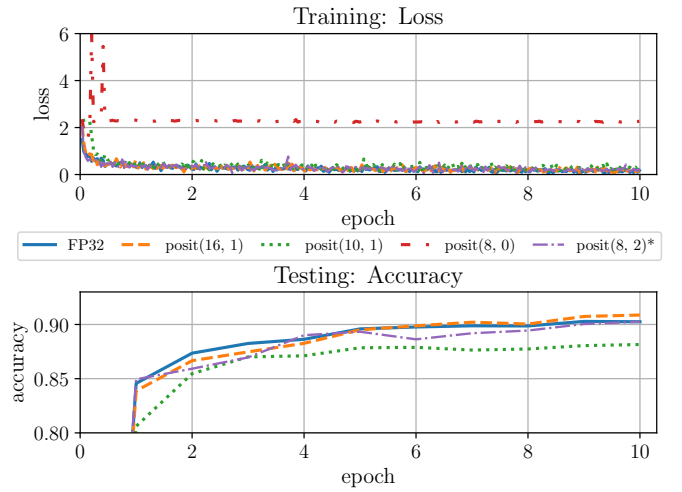 Training: Loss
6
4
2
0
loss
0 2 4 6 8 10
epoch
FP32 posit(16, 1) posit(10, 1) posit(8, 0) posit(8, 2)*
Testing: Accuracy
0.90
0.85
0.80
accuracy
0 2 4 6 8 10
epoch